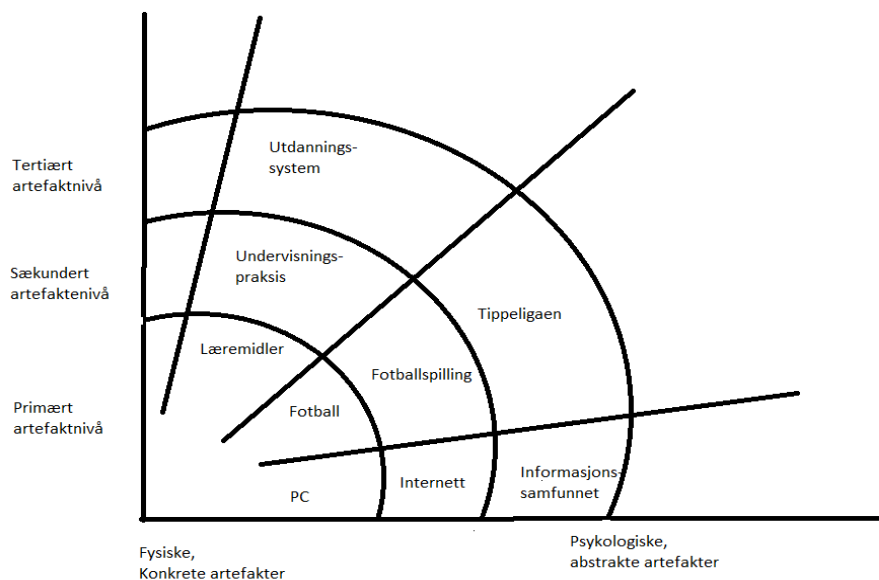 Utdannings-
system
Tertiært
artefaktnivå
Undervisnings-
praksis
Sækundert
artefaktenivå
Tippeligaen
Læremidler
Fotballspilling
Primært
artefaktnivå
Fotball
Internett
Informasjons-
samfunnet
PC
Fysiske,
Konkrete artefakter
Psykologiske,
abstrakte artefakter